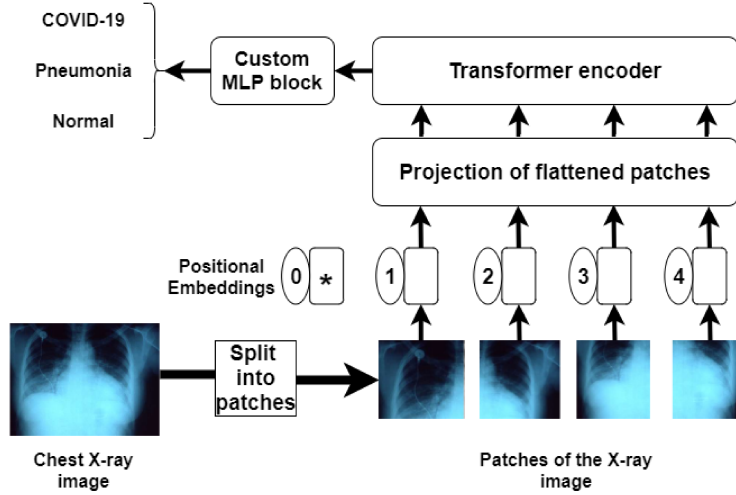 COVID-19
Pneumonia
Normal
Custom
MLP block
Transformer encoder
Projection of flattened patches
Positional
Embeddings
0
*
1
2
3
4
Split
into
patches
Chest X-ray
image
Patches of the X-ray
image